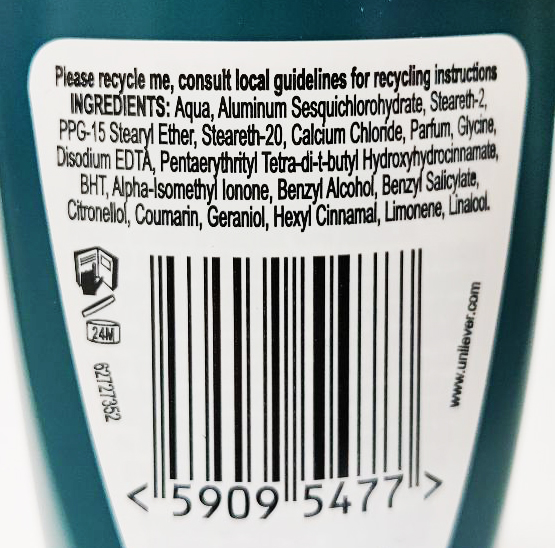 Please recycle me, consult local guidelines for recycling instructions
INGREDIENTS: Aqua, Aluminum Sesquichlorohydrate, Steareth-2,
PPG-15 Stearyl Ether, Steareth-20, Calcium Chloride, Parfum, Glycine,
Disodium EDTA, Pentaerythrityl Tetra-di-t-butyl Hydroxyhydrocinnamate,
BHT, Alpha-Isomethyl Ionone, Benzyl Alcohol, Benzyl Salicylate,
Citronellol, Coumarin, Geraniol, Hexyl Cinnamal, Limonene, Linalool.
24M
62727352
www.unilever.com
< 5909 5477 >